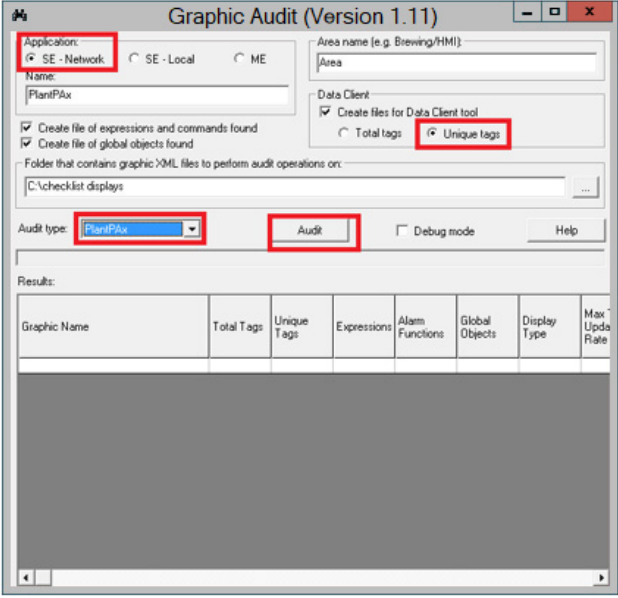 Graphic Audit (Version 1.11)
Application:
SE - Network SE - Local ME
Name:
PlantPAx
Area name (e.g. Brewing/HMI):
Area
Data Client
Create files for Data Client tool
Total tags Unique tags
Create file of expressions and commands found
Create file of global objects found
Folder that contains graphic XML files to perform audit operations on:
C:\checklist displays
...
Audit type: PlantPAx Audit Debug mode Help
Results:
Graphic Name Total Tags Unique Tags Expressions Alarm Functions Global Objects Display Type Max
Rate